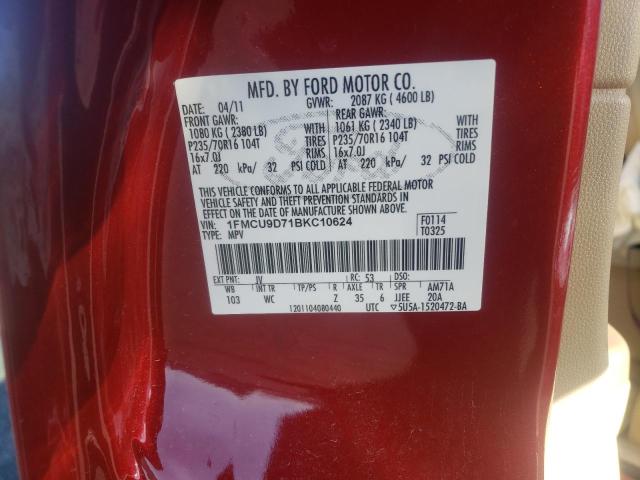 MFD. BY FORD MOTOR CO.
DATE: 04/11 GVWR: 2087 KG ( 4600 LB)
FRONT GAWR: REAR GAWR:
1080 KG ( 2380 LB) WITH 1061 KG ( 2340 LB) WITH
P235/70R16 104T TIRES P235/70R16 104T TIRES
16x7.0J RIMS 16x7.0J RIMS
AT 220 kPa/ 32 PSI COLD AT 220 kPa/ 32 PSI COLD
Ford
THIS VEHICLE CONFORMS TO ALL APPLICABLE FEDERAL MOTOR
VEHICLE SAFETY AND THEFT PREVENTION STANDARDS IN
EFFECT ON THE DATE OF MANUFACTURE SHOWN ABOVE.
VIN: 1FMCU9D71BKC10624 F0114
TYPE: MPV T0325
EXT PNT: JV RC: 53 DSO:
WB INT TR TP/PS R AXLE TR SPR AM71A
103 WC Z 35 6 JJEE 20A
1201104080440 UTC ▽5U5A-1520472-BA